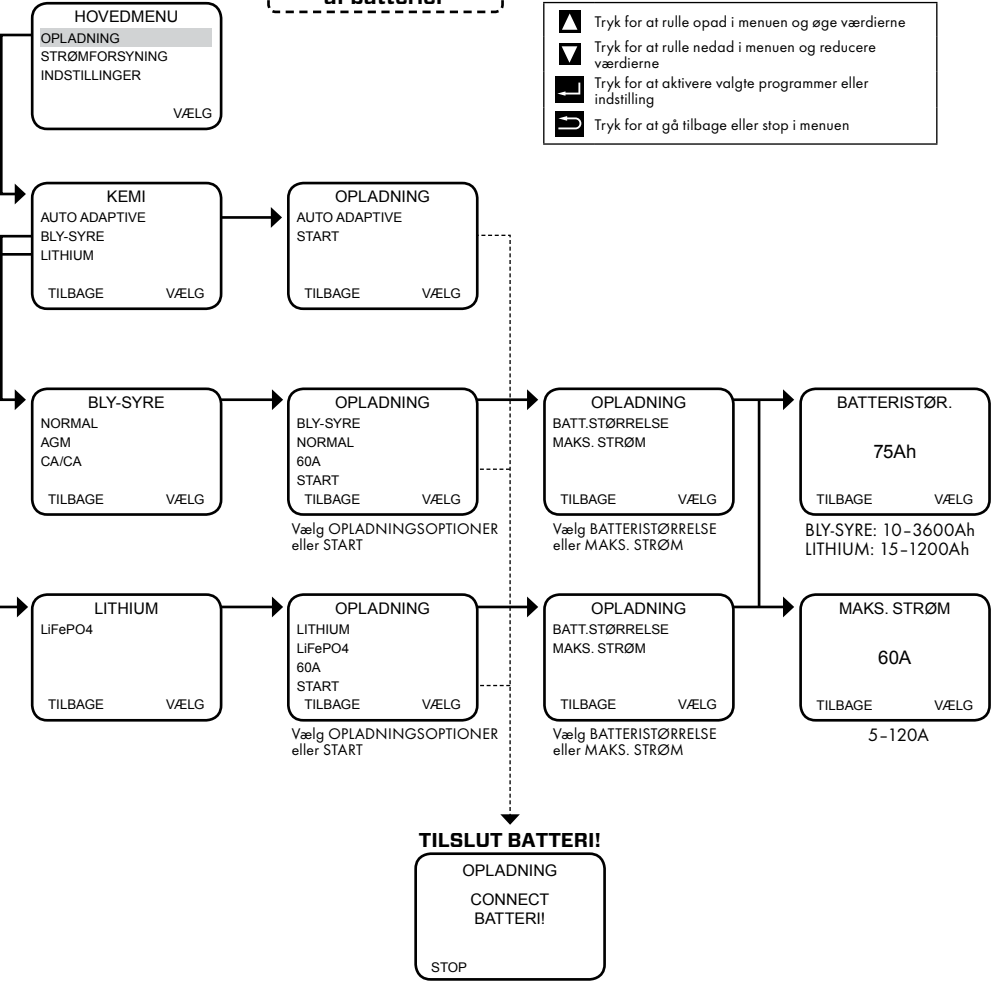 HOVEDMENU
OPLADNING
STRØMFORSYNING
INDSTILLINGER
VÆLG
af batterier
Tryk for at rulle opad i menuen og øge værdierne
Tryk for at rulle nedad i menuen og reducere
værdierne
Tryk for at aktivere valgte programmer eller
indstilling
Tryk for at gå tilbage eller stop i menuen
KEMI
AUTO ADAPTIVE
BLY-SYRE
LITHIUM
TILBAGE VÆLG
OPLADNING
AUTO ADAPTIVE
START
TILBAGE VÆLG
BLY-SYRE
NORMAL
AGM
CA/CA
TILBAGE VÆLG
OPLADNING
BLY-SYRE
NORMAL
60A
START
TILBAGE VÆLG
Vælg OPLADNINGSOPTIONER
eller START
OPLADNING
BATT.STØRRELSE
MAKS. STRØM
TILBAGE VÆLG
Vælg BATTERISTØRRELSE
eller MAKS. STRØM
BATTERISTØR.
75Ah
TILBAGE VÆLG
BLY-SYRE: 10–3600Ah
LITHIUM: 15–1200Ah
LITHIUM
LiFePO4
TILBAGE VÆLG
OPLADNING
LITHIUM
LiFePO4
60A
START
TILBAGE VÆLG
Vælg OPLADNINGSOPTIONER
eller START
OPLADNING
BATT.STØRRELSE
MAKS. STRØM
TILBAGE VÆLG
Vælg BATTERISTØRRELSE
eller MAKS. STRØM
MAKS. STRØM
60A
TILBAGE VÆLG
5–120A
TILSLUT BATTERI!
OPLADNING
CONNECT
BATTERI!
STOP